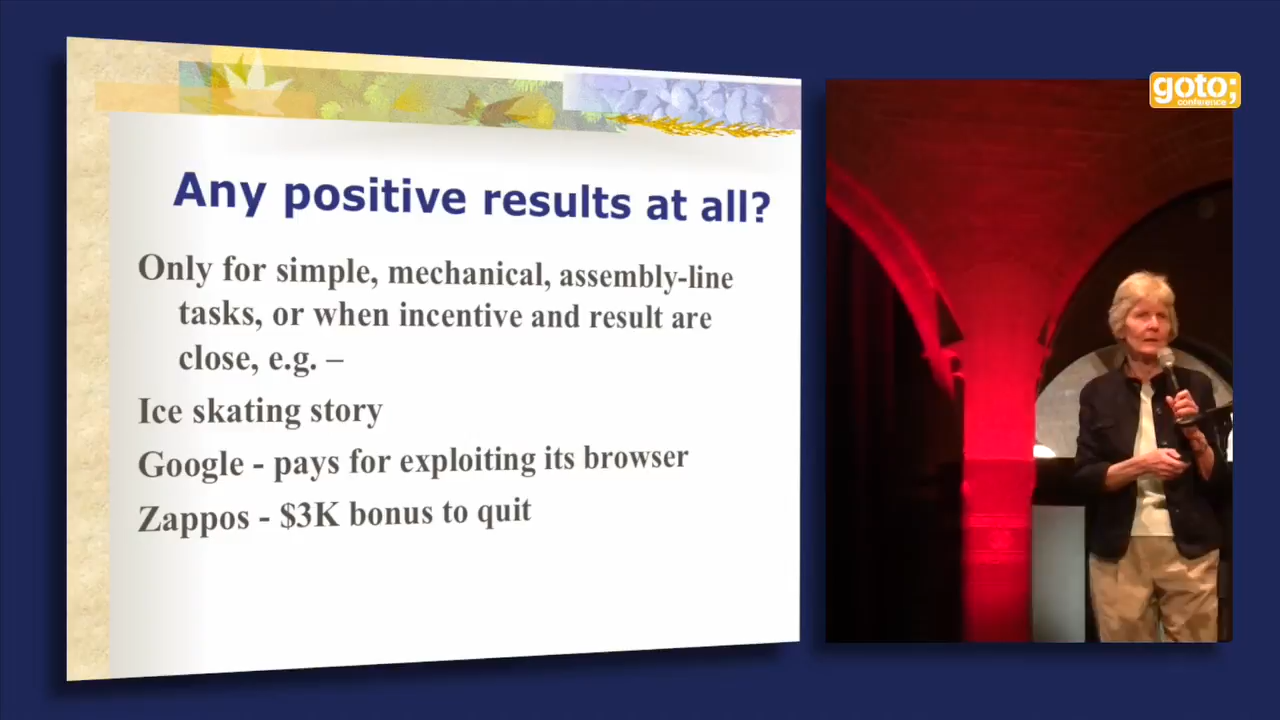 goto;
conference
Any positive results at all?
Only for simple, mechanical, assembly-line
tasks, or when incentive and result are
close, e.g. –
Ice skating story
Google - pays for exploiting its browser
Zappos - $3K bonus to quit